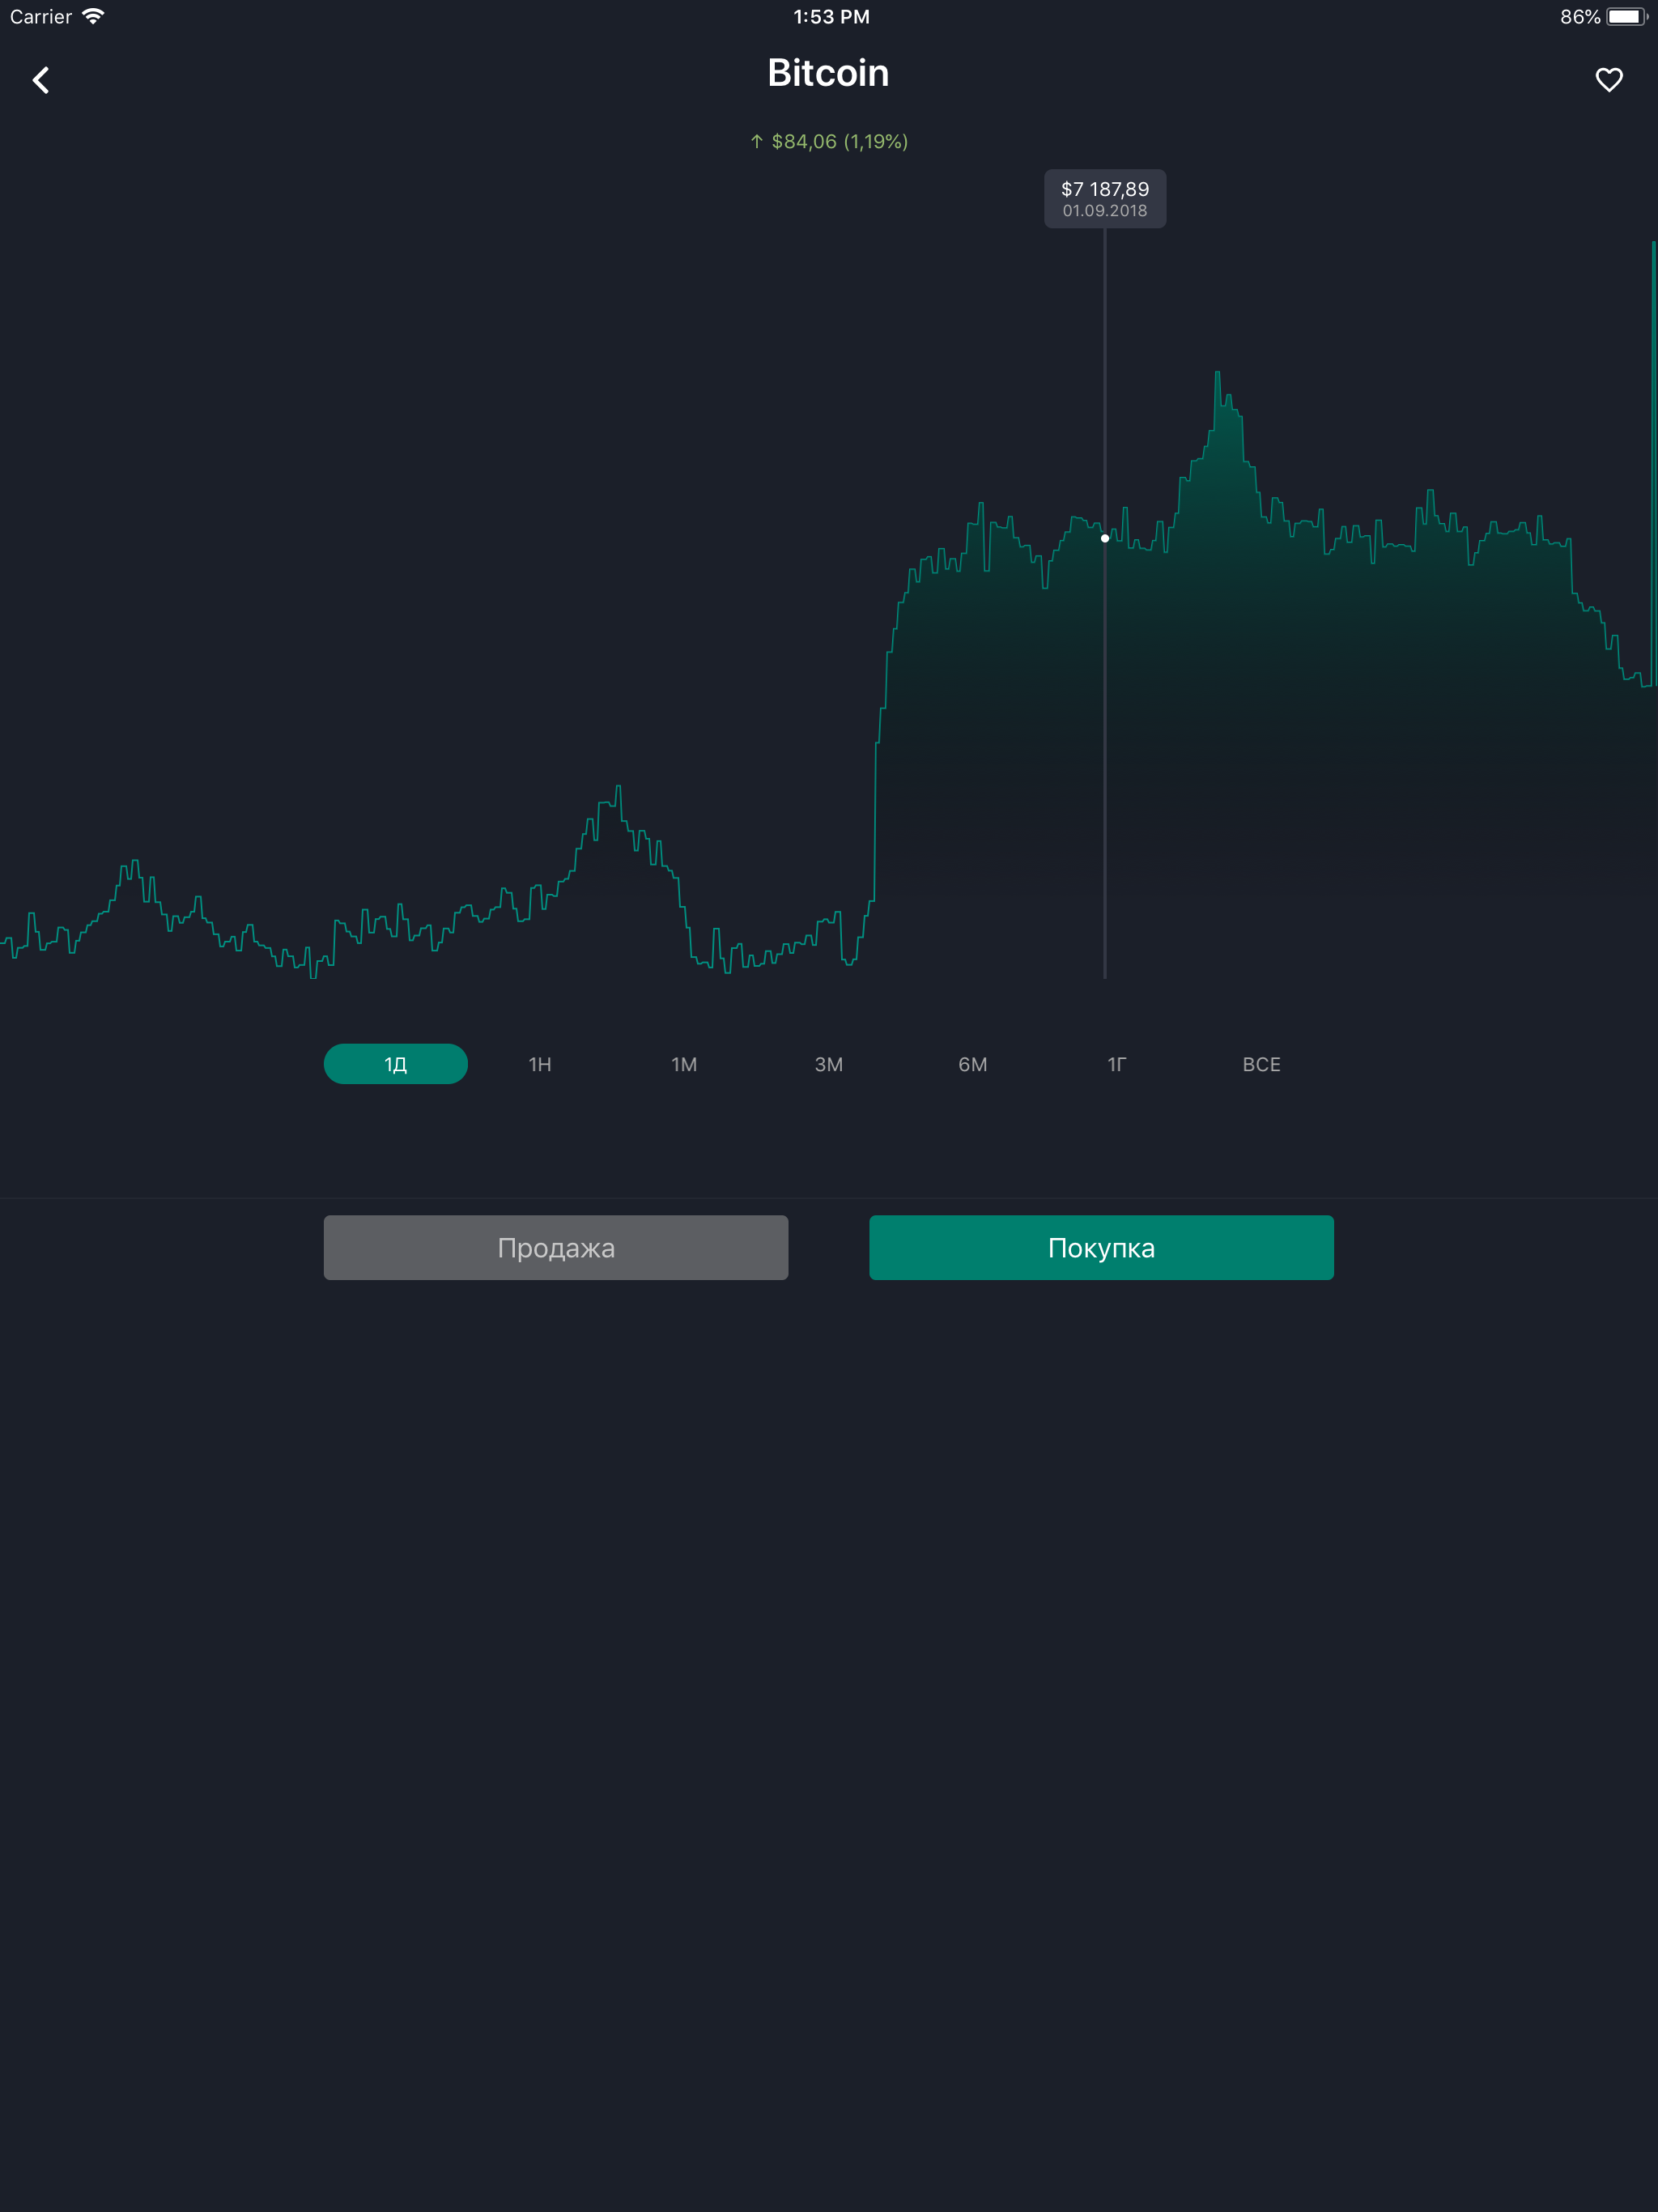 Carrier 1:53 PM 86%
Bitcoin
↑ $84,06 (1,19%)
$7 187,89
01.09.2018
1Д 1Н 1М 3М 6М 1Г ВСЕ
Продажа Покупка